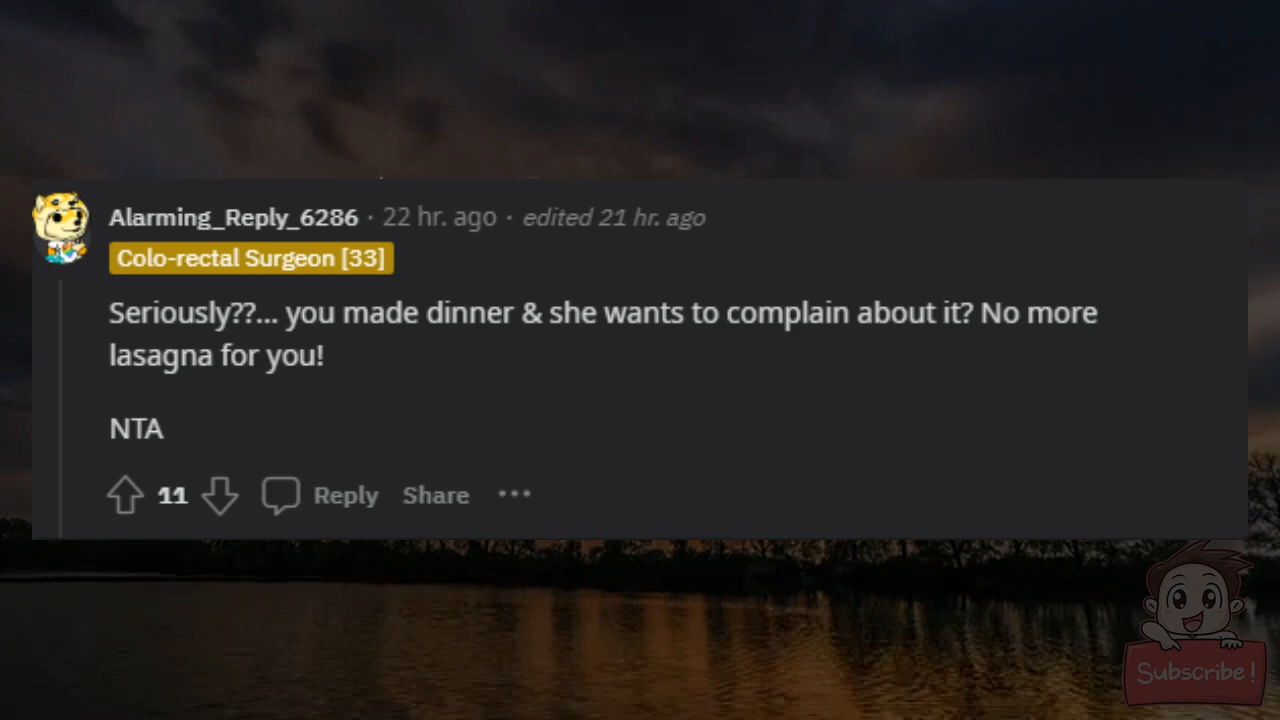 Alarming_Reply_6286 · 22 hr. ago · edited 21 hr. ago
Colo-rectal Surgeon [33]
Seriously??... you made dinner & she wants to complain about it? No more
lasagna for you!
NTA
11 Reply Share ...
Subscribe!